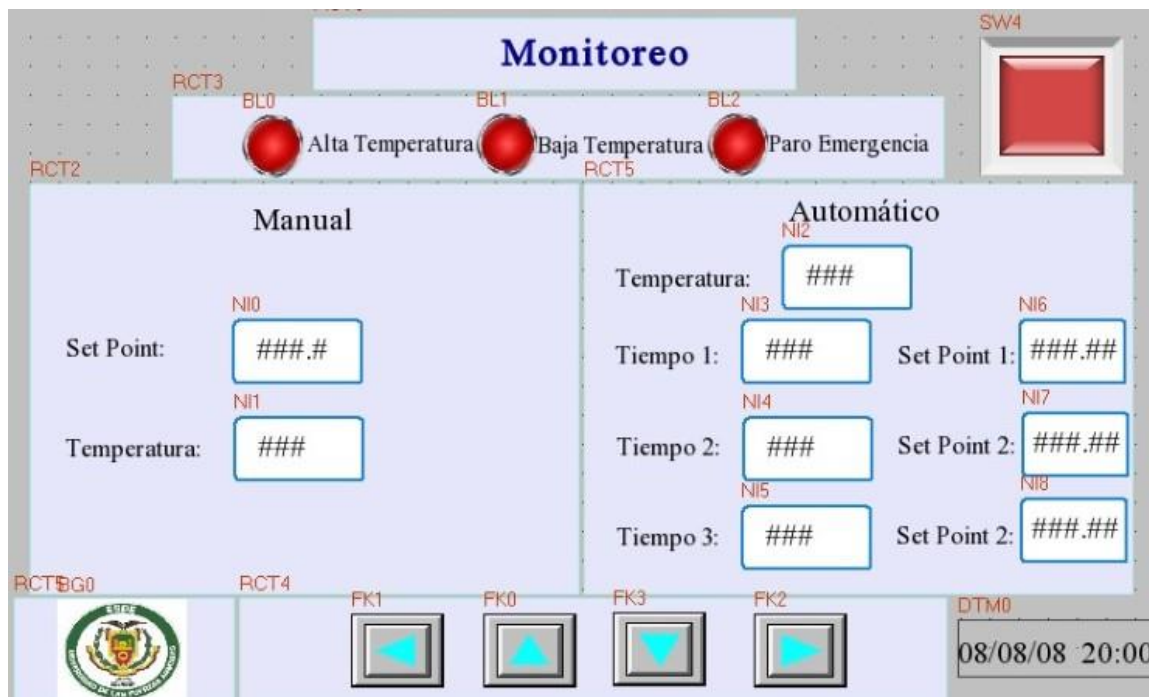 SW4
Monitoreo
RCT3
BL0 BL1 BL2
Alta Temperatura Baja Temperatura Paro Emergencia
RCT2 RCT5
Manual
Automático
NI2
Temperatura: ###
NI0 NI3 NI6
Set Point: ###.# Tiempo 1: ### Set Point 1: ###.##
NI1 NI4 NI7
Temperatura: ### Tiempo 2: ### Set Point 2: ###.##
NI5 NI8
Tiempo 3: ### Set Point 2: ###.##
BG0 RCT4
FK1 FK0 FK3 FK2 DTM0
ESPE
08/08/08 20:00